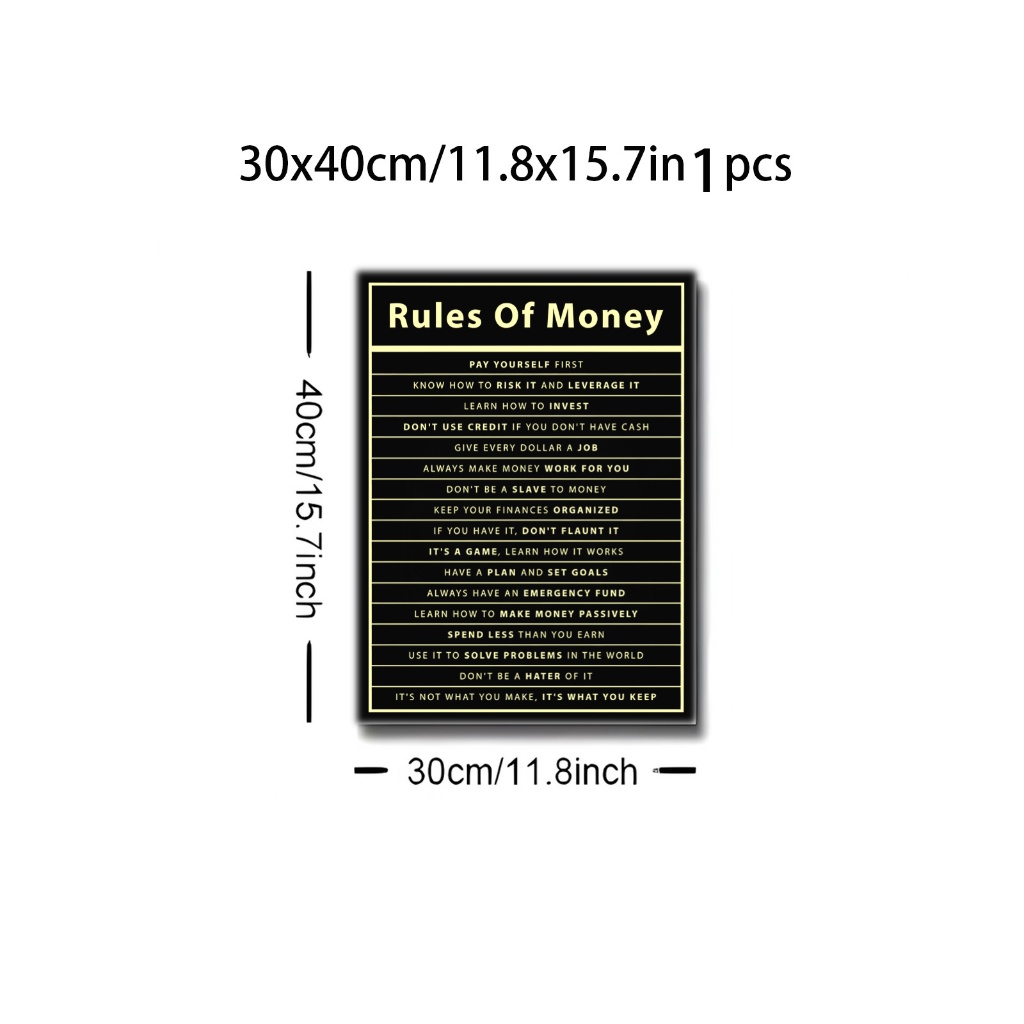 30x40cm/11.8x15.7in 1 pcs
Rules Of Money
PAY YOURSELF FIRST
KNOW HOW TO RISK IT AND LEVERAGE IT
LEARN HOW TO INVEST
DON'T USE CREDIT IF YOU DON'T HAVE CASH
GIVE EVERY DOLLAR A JOB
ALWAYS MAKE MONEY WORK FOR YOU
DON'T BE A SLAVE TO MONEY
KEEP YOUR FINANCES ORGANIZED
IF YOU HAVE IT, DON'T FLAUNT IT
IT'S A GAME, LEARN HOW IT WORKS
HAVE A PLAN AND SET GOALS
ALWAYS HAVE AN EMERGENCY FUND
LEARN HOW TO MAKE MONEY PASSIVELY
SPEND LESS THAN YOU EARN
USE IT TO SOLVE PROBLEMS IN THE WORLD
DON'T BE A HATER OF IT
IT'S NOT WHAT YOU MAKE, IT'S WHAT YOU KEEP
40cm/15.7inch
30cm/11.8inch